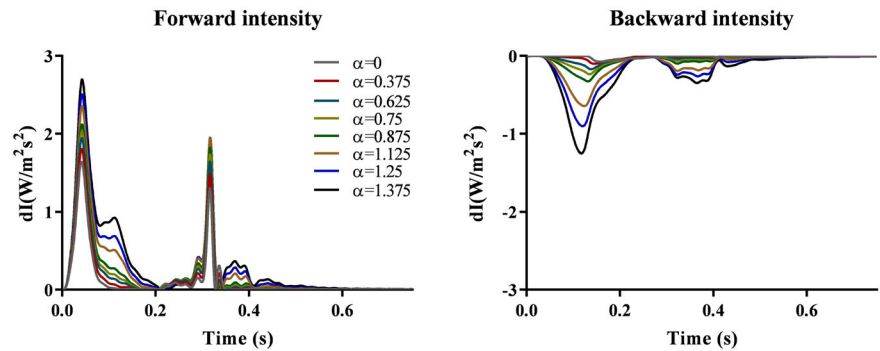 Forward intensity
dI(W/m²s²)
3
2
1
0
0.0 0.2 0.4 0.6
Time (s)
α=0
α=0.375
α=0.625
α=0.75
α=0.875
α=1.125
α=1.25
α=1.375
Backward intensity
dI(W/m²s²)
0
-1
-2
-3
0.0 0.2 0.4 0.6
Time (s)